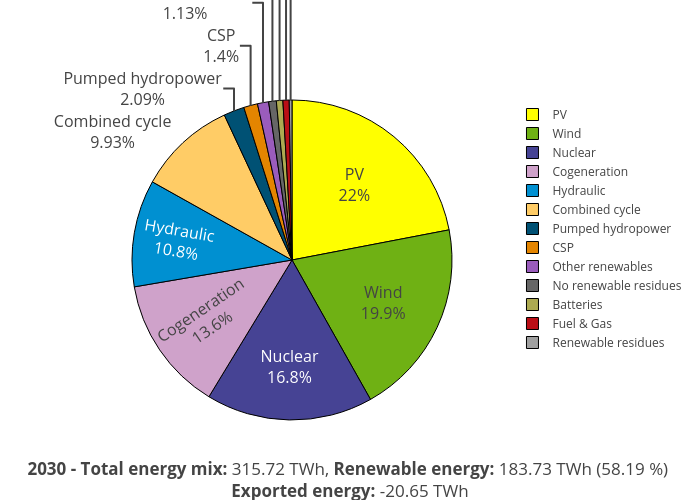 1.13%
CSP
1.4%
Pumped hydropower
2.09%
Combined cycle
9.93%
PV
22%
Hydraulic
10.8%
Cogeneration
13.6%
Wind
19.9%
Nuclear
16.8%
PV
Wind
Nuclear
Cogeneration
Hydraulic
Combined cycle
Pumped hydropower
CSP
Other renewables
No renewable residues
Batteries
Fuel & Gas
Renewable residues
2030 - Total energy mix: 315.72 TWh, Renewable energy: 183.73 TWh (58.19 %)
Exported energy: -20.65 TWh